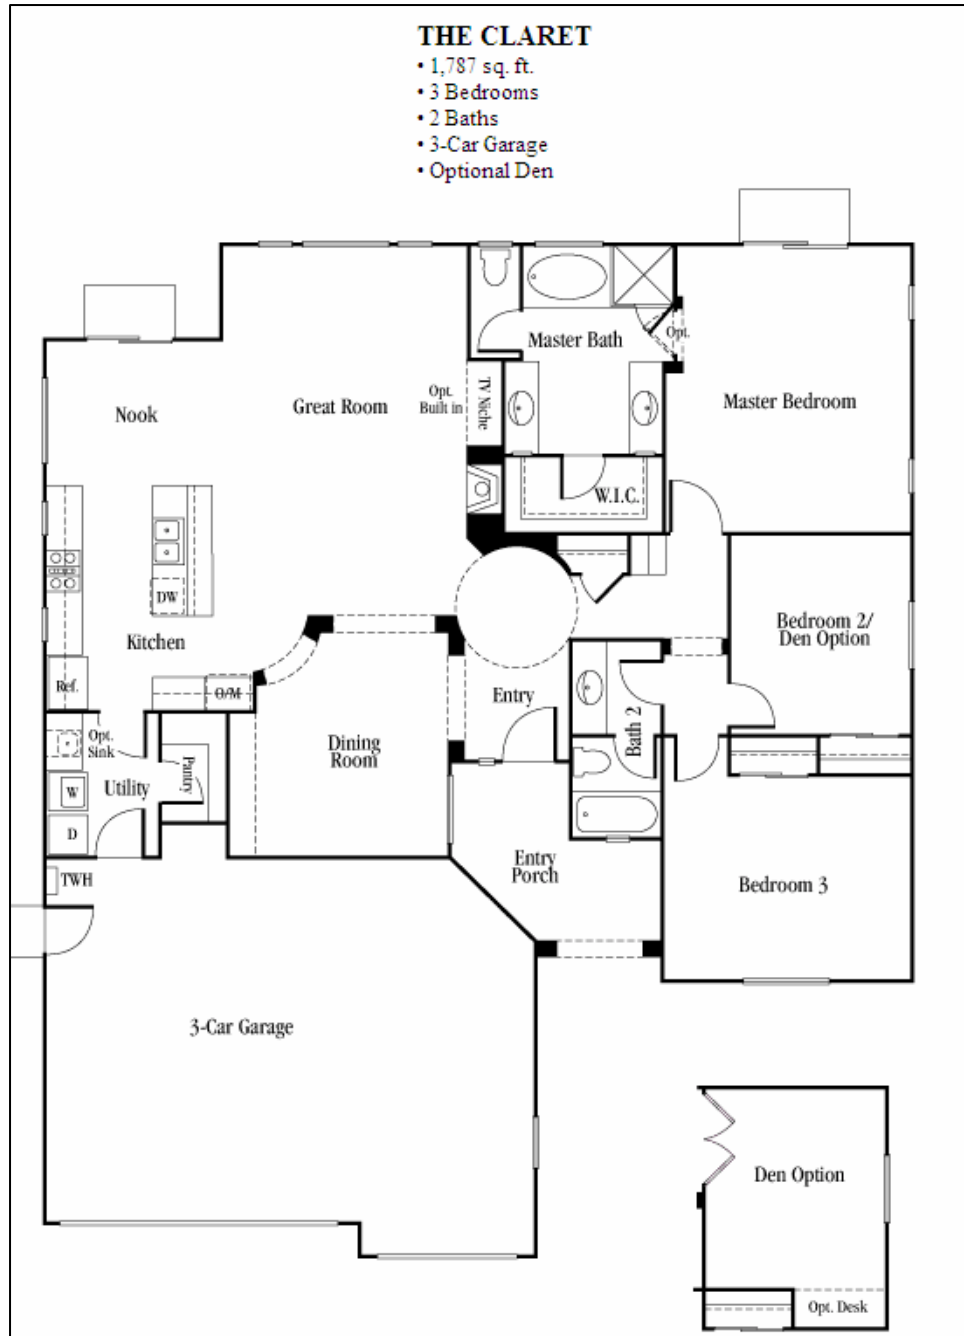 THE CLARET
• 1,787 sq. ft.
• 3 Bedrooms
• 2 Baths
• 3-Car Garage
• Optional Den
Master Bath
Opt.
Nook
Great Room
Opt.
Built in
TV Niche
Master Bedroom
W.I.C.
DW
Kitchen
Bedroom 2/
Den Option
Ref.
O/M
Entry
Bath 2
Opt.
Sink
Dining
Room
Pantry
W
Utility
D
TWH
Entry
Porch
Bedroom 3
3-Car Garage
Den Option
Opt. Desk